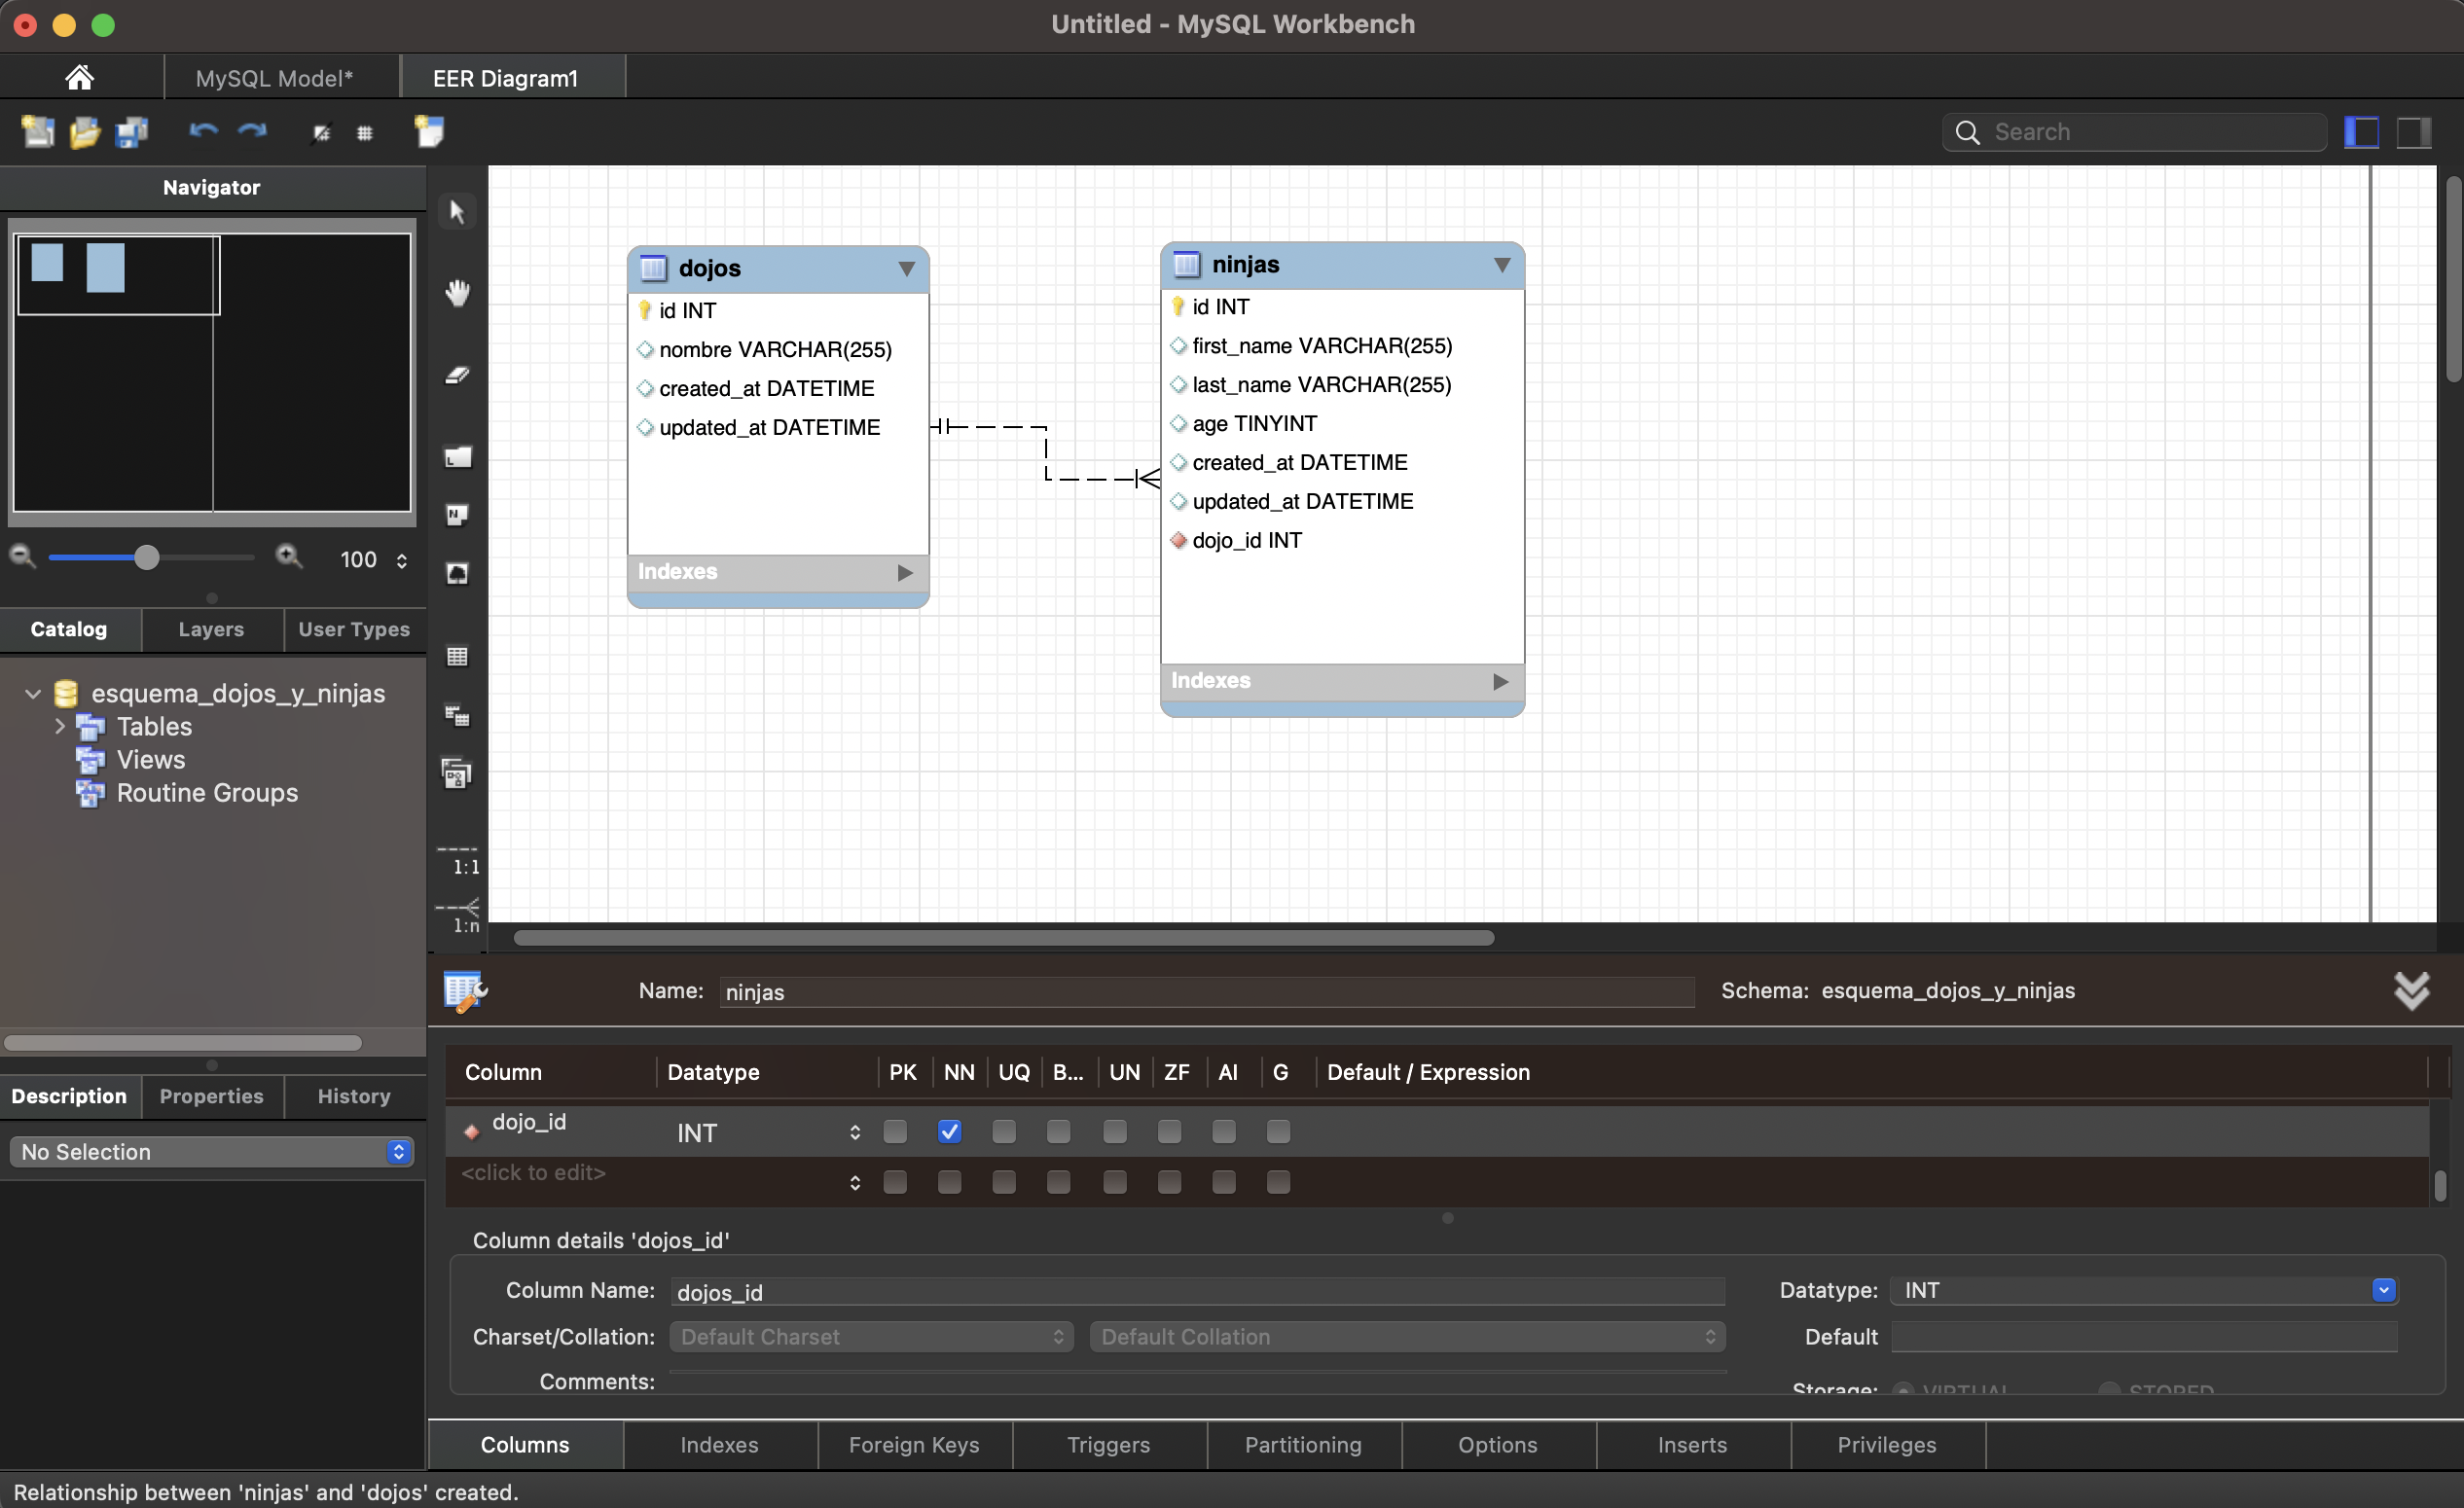 Untitled - MySQL Workbench
MySQL Model*
EER Diagram1
Search
Navigator
100
Catalog
Layers
User Types
esquema_dojos_y_ninjas
Tables
Views
Routine Groups
Description
Properties
History
No Selection
L
N
1:1
1:n
dojos
id INT
nombre VARCHAR(255)
created_at DATETIME
updated_at DATETIME
Indexes
ninjas
id INT
first_name VARCHAR(255)
last_name VARCHAR(255)
age TINYINT
created_at DATETIME
updated_at DATETIME
dojo_id INT
Indexes
Name: ninjas
Schema: esquema_dojos_y_ninjas
Column Datatype PK NN UQ B... UN ZF AI G Default / Expression
dojo_id INT
<click to edit>
Column details 'dojos_id'
Column Name: dojos_id
Datatype: INT
Charset/Collation: Default Charset Default Collation
Default
Comments:
Storage: VIRTUAL STORED
Columns
Indexes
Foreign Keys
Triggers
Partitioning
Options
Inserts
Privileges
Relationship between 'ninjas' and 'dojos' created.